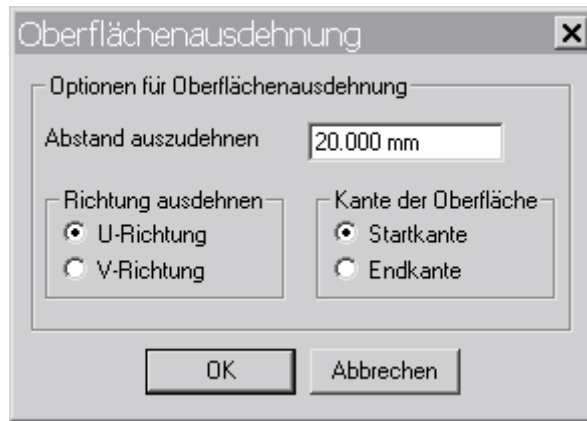 Oberflächenausdehnung
Optionen für Oberflächenausdehnung
Abstand auszudehnen 20.000 mm
Richtung ausdehnen
U-Richtung
V-Richtung
Kante der Oberfläche
Startkante
Endkante
OK Abbrechen